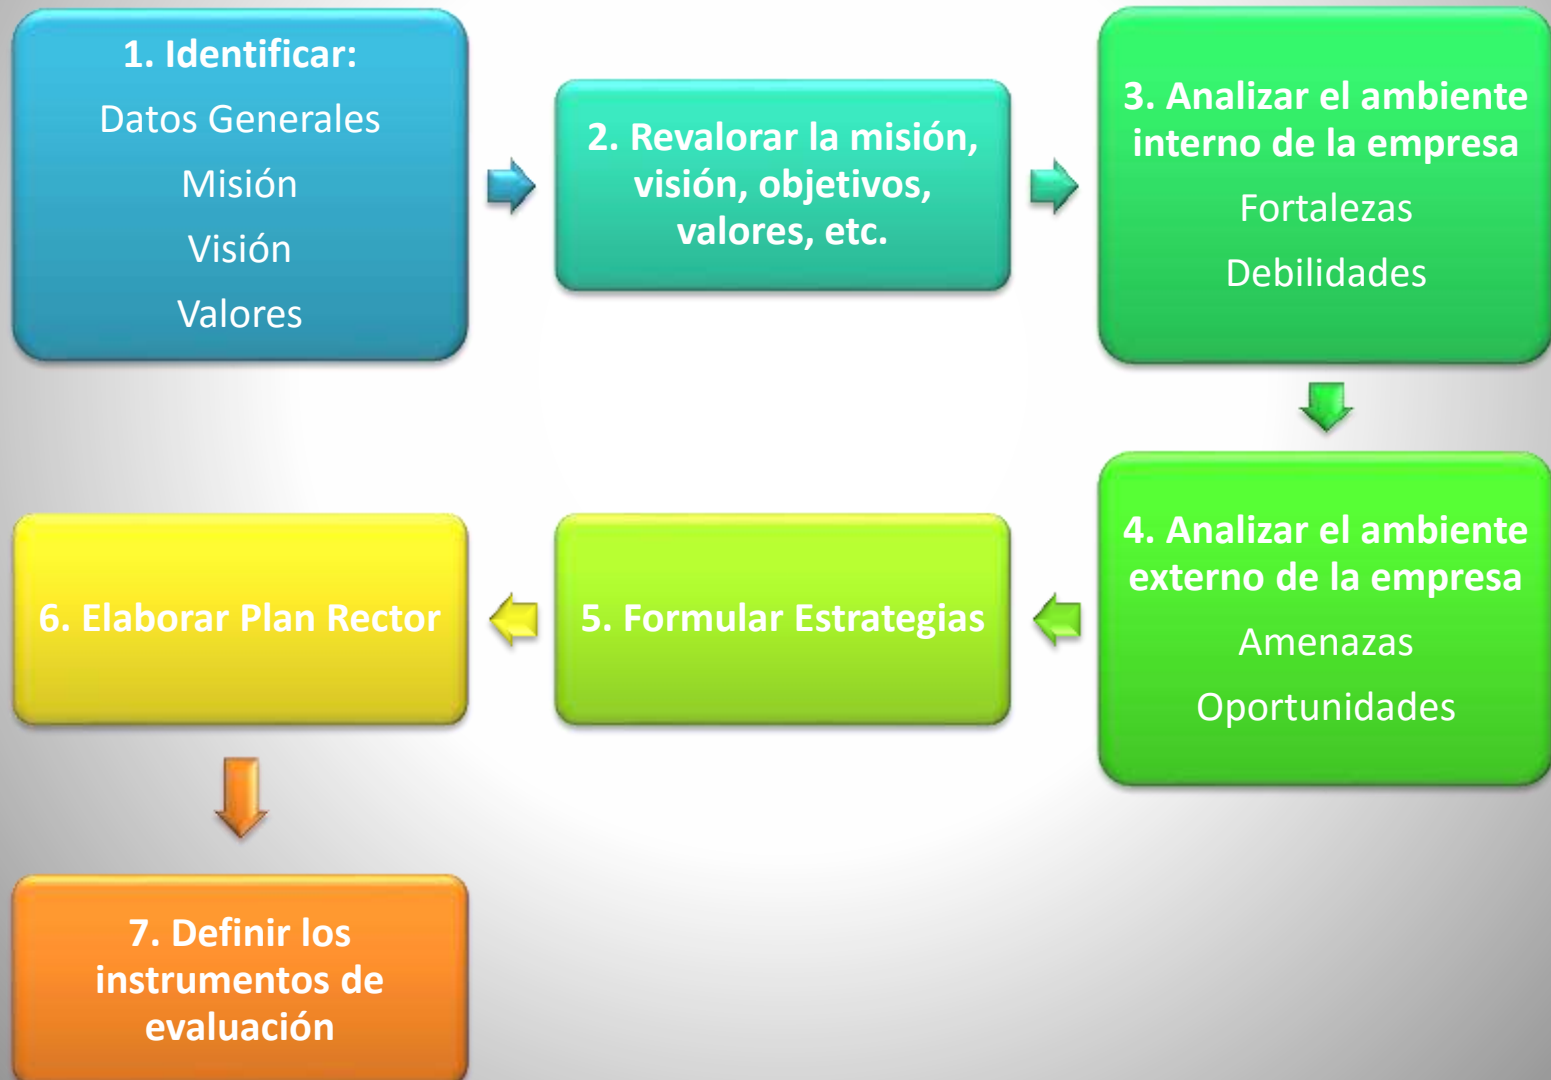 1. Identificar:
Datos Generales
Misión
Visión
Valores
2. Revalorar la misión,
visión, objetivos,
valores, etc.
3. Analizar el ambiente
interno de la empresa
Fortalezas
Debilidades
4. Analizar el ambiente
externo de la empresa
Amenazas
Oportunidades
5. Formular Estrategias
6. Elaborar Plan Rector
7. Definir los
instrumentos de
evaluación